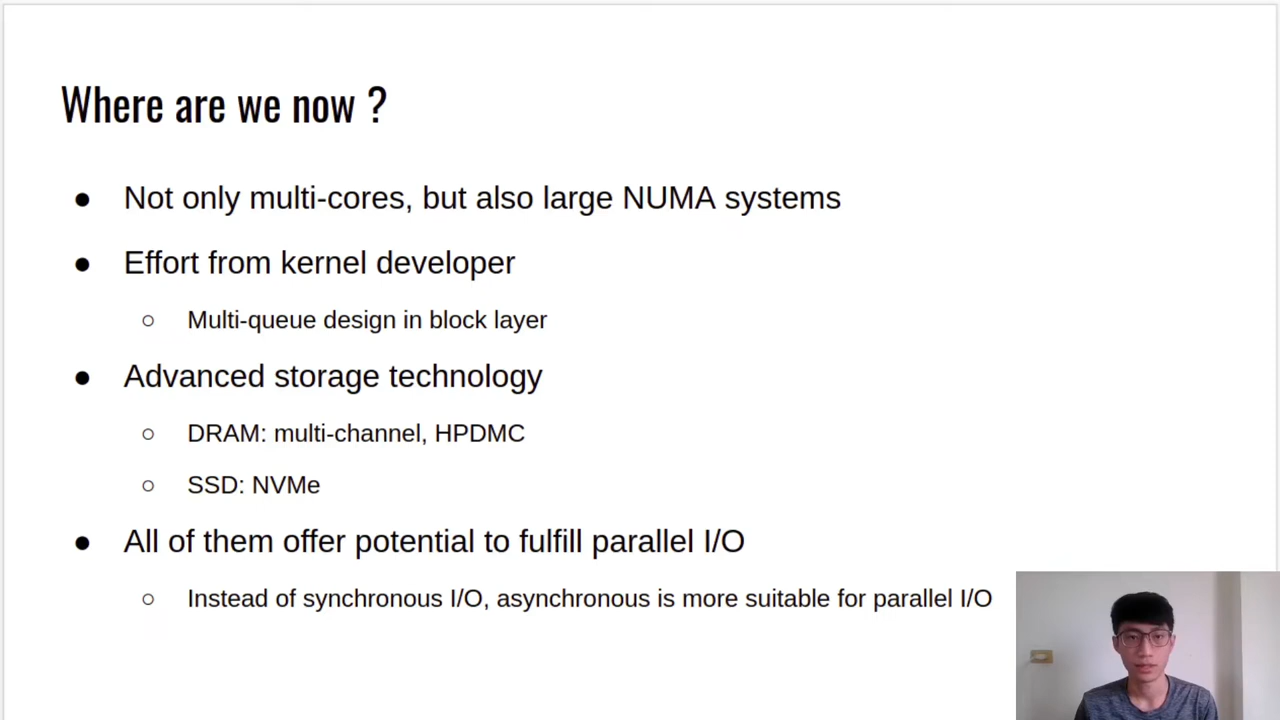 Where are we now ?
● Not only multi-cores, but also large NUMA systems
● Effort from kernel developer
○ Multi-queue design in block layer
● Advanced storage technology
○ DRAM: multi-channel, HPDMC
○ SSD: NVMe
● All of them offer potential to fulfill parallel I/O
○ Instead of synchronous I/O, asynchronous is more suitable for parallel I/O